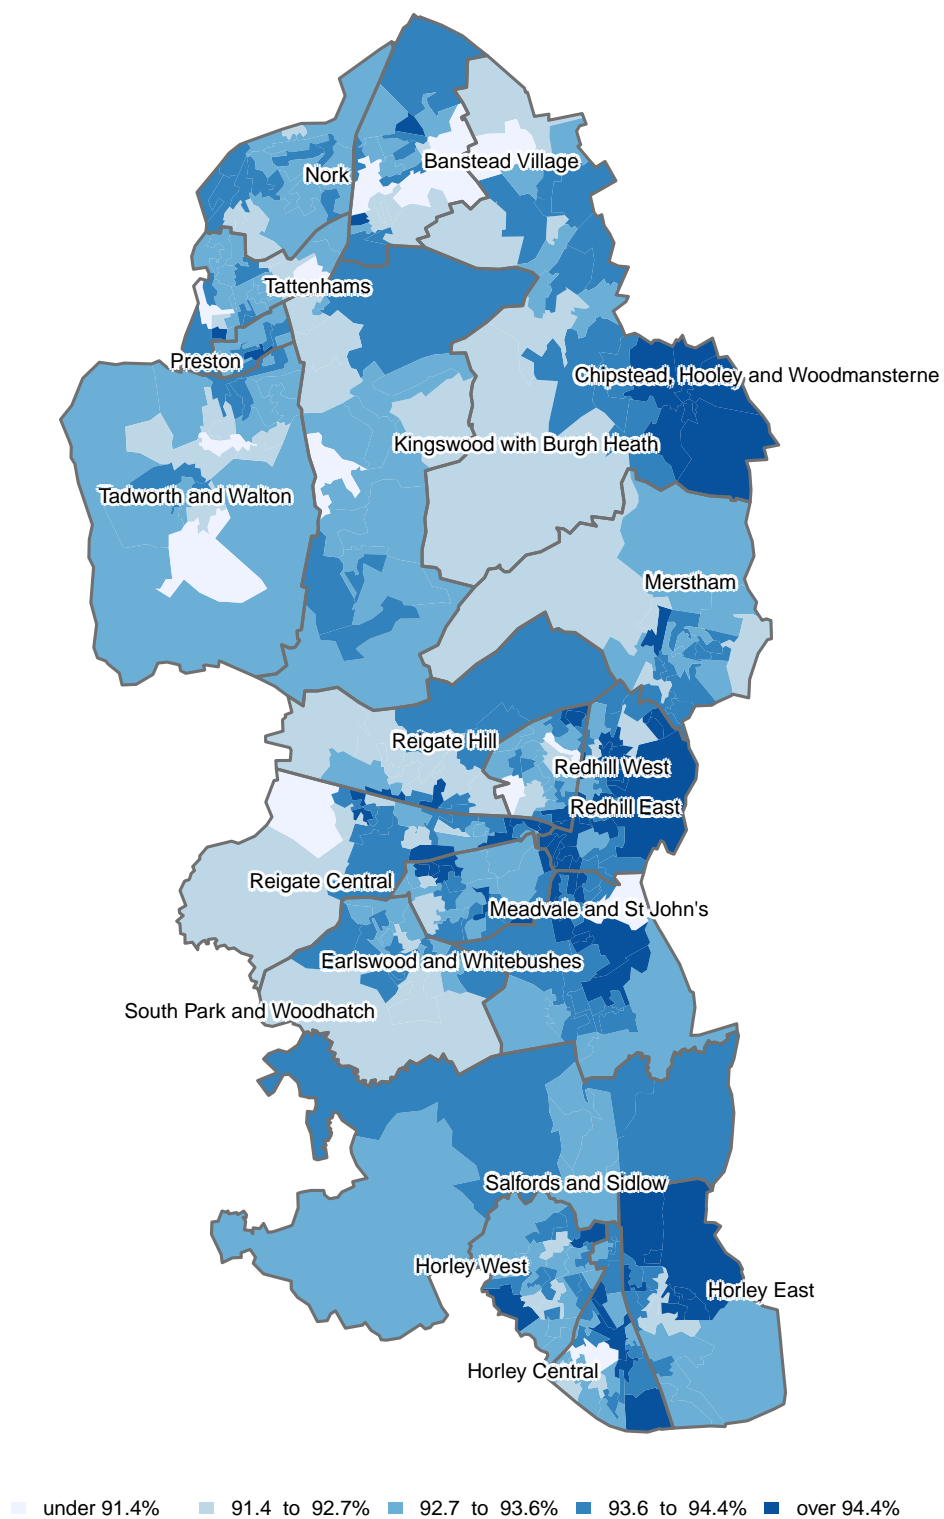 Banstead Village
Nork
Tattenhams
Preston
Chipstead, Hooley and Woodmansterne
Kingswood with Burgh Heath
Tadworth and Walton
Merstham
Reigate Hill
Redhill West
Redhill East
Reigate Central
Meadvale and St John's
Earlswood and Whitebushes
South Park and Woodhatch
Salfords and Sidlow
Horley West
Horley East
Horley Central
under 91.4% 91.4 to 92.7% 92.7 to 93.6% 93.6 to 94.4% over 94.4%